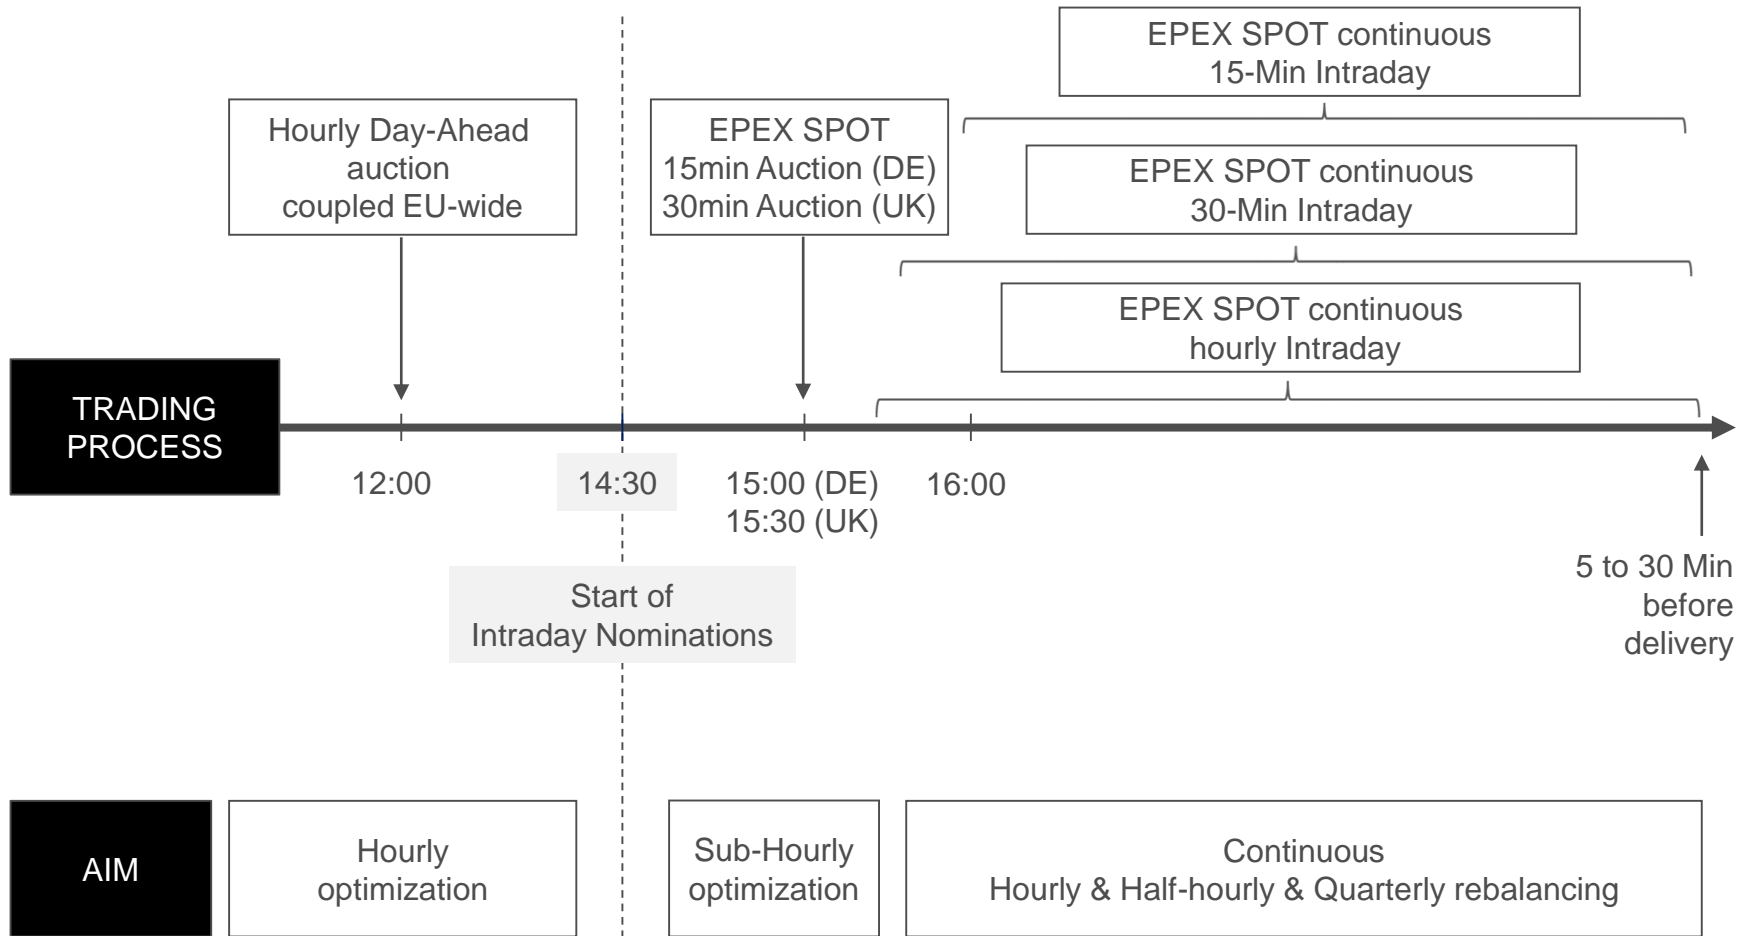 EPEX SPOT continuous
15-Min Intraday
Hourly Day-Ahead
auction
coupled EU-wide
EPEX SPOT
15min Auction (DE)
30min Auction (UK)
EPEX SPOT continuous
30-Min Intraday
EPEX SPOT continuous
hourly Intraday
TRADING
PROCESS
12:00
14:30
15:00 (DE)
15:30 (UK)
16:00
Start of
Intraday Nominations
5 to 30 Min
before
delivery
AIM
Hourly
optimization
Sub-Hourly
optimization
Continuous
Hourly & Half-hourly & Quarterly rebalancing